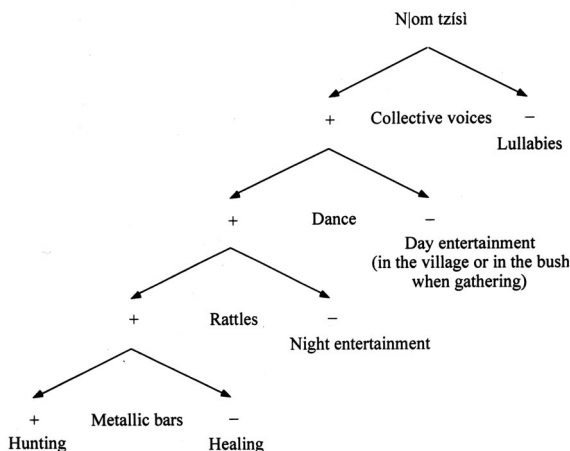 N|om tzísì
+ Collective voices −
Lullabies
+ Dance −
Day entertainment
(in the village or in the bush
when gathering)
+ Rattles −
Night entertainment
+ Metallic bars −
Hunting Healing